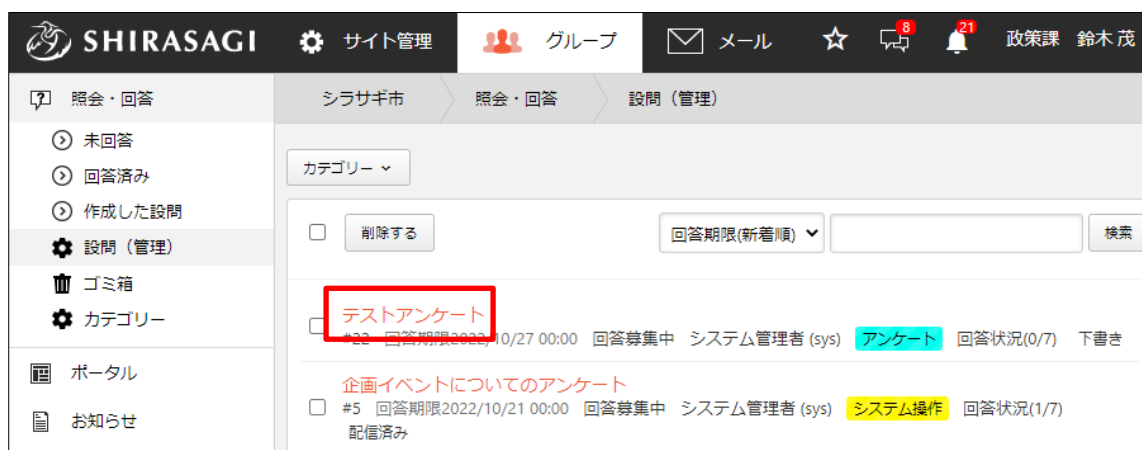 SHIRASAGI サイト管理 グループ メール 8 21 政策課 鈴木 茂
照会・回答
未回答
回答済み
作成した設問
設問（管理）
ゴミ箱
カテゴリー
ポータル
お知らせ
シラサギ市 照会・回答 設問（管理）
カテゴリー
削除する 回答期限(新着順) 検索
テストアンケート
#22 回答期限2022/10/27 00:00 回答募集中 システム管理者 (sys) アンケート 回答状況(0/7) 下書き
企画イベントについてのアンケート
#5 回答期限2022/10/21 00:00 回答募集中 システム管理者 (sys) システム操作 回答状況(1/7)
配信済み